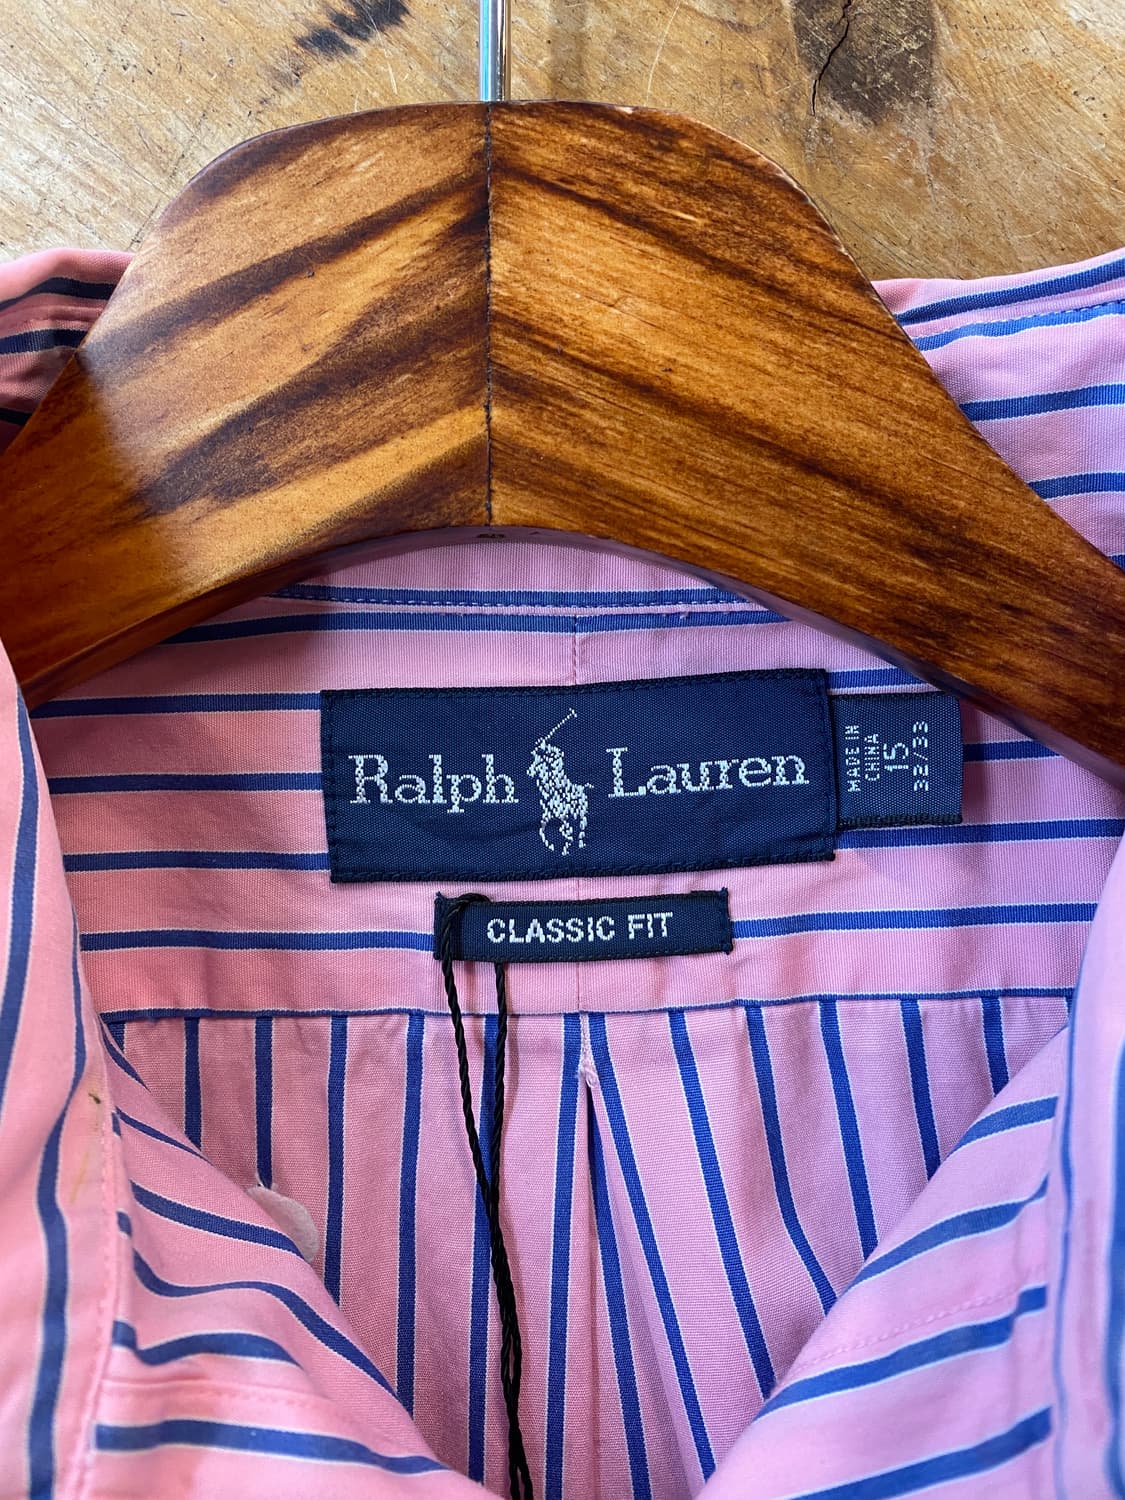 Ralph Lauren
MADE IN
CHINA
15
32/33
CLASSIC FIT